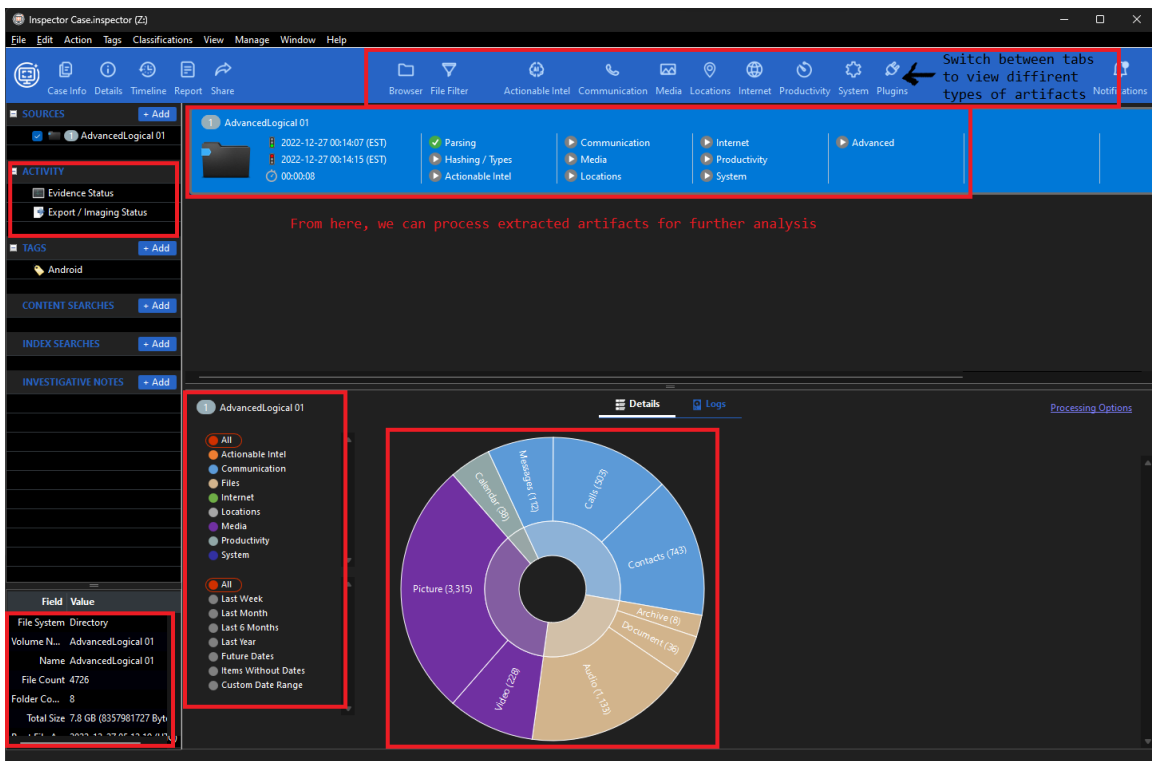 Inspector Case.inspector (Z:)
File Edit Action Tags Classifications View Manage Window Help
Case Info Details Timeline Report Share
Browser File Filter Actionable Intel Communication Media Locations Internet Productivity System Plugins Notifications
Switch between tabs
to view diffirent
types of artifacts
SOURCES + Add
1 AdvancedLogical 01
ACTIVITY
Evidence Status
Export / Imaging Status
TAGS + Add
Android
CONTENT SEARCHES + Add
INDEX SEARCHES + Add
INVESTIGATIVE NOTES + Add
1 AdvancedLogical 01
2022-12-27 00:14:07 (EST) Parsing Communication Internet Advanced
2022-12-27 00:14:15 (EST) Hashing / Types Media Productivity
00:00:08 Actionable Intel Locations System
From here, we can process extracted artifacts for further analysis
1 AdvancedLogical 01
Details Logs Processing Options
All
Actionable Intel
Communication
Files
Internet
Locations
Media
Productivity
System
All
Last Week
Last Month
Last 6 Months
Last Year
Future Dates
Items Without Dates
Custom Date Range
Messages (112)
Calls (503)
Contacts (743)
Archive (8)
Document (36)
Audio (1,133)
Video (228)
Picture (3,315)
Calendar (38)
Field Value
File System Directory
Volume N... AdvancedLogical 01
Name AdvancedLogical 01
File Count 4726
Folder Co... 8
Total Size 7.8 GB (8357981727 Byte